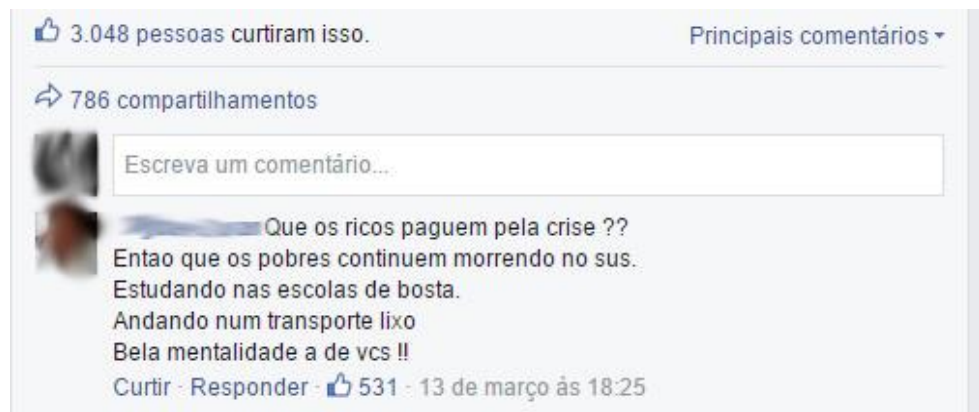 3.048 pessoas curtiram isso.
Principais comentários
786 compartilhamentos
Escreva um comentário...
Que os ricos paguem pela crise ??
Entao que os pobres continuem morrendo no sus.
Estudando nas escolas de bosta.
Andando num transporte lixo
Bela mentalidade a de vcs !!
Curtir · Responder · 531 · 13 de março às 18:25